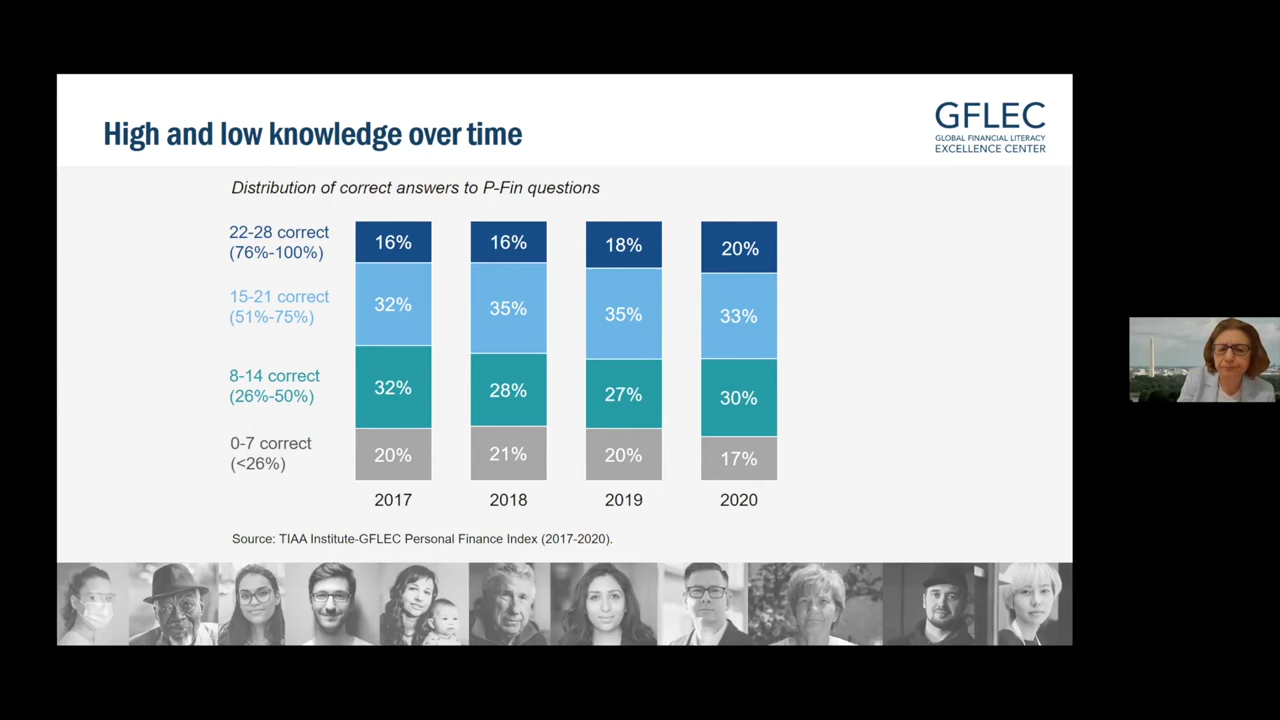 High and low knowledge over time
GFLEC
GLOBAL FINANCIAL LITERACY
EXCELLENCE CENTER
Distribution of correct answers to P-Fin questions
22-28 correct
(76%-100%)
16%
16%
18%
20%
15-21 correct
(51%-75%)
32%
35%
35%
33%
8-14 correct
(26%-50%)
32%
28%
27%
30%
0-7 correct
(<26%)
20%
21%
20%
17%
2017
2018
2019
2020
Source: TIAA Institute-GFLEC Personal Finance Index (2017-2020).